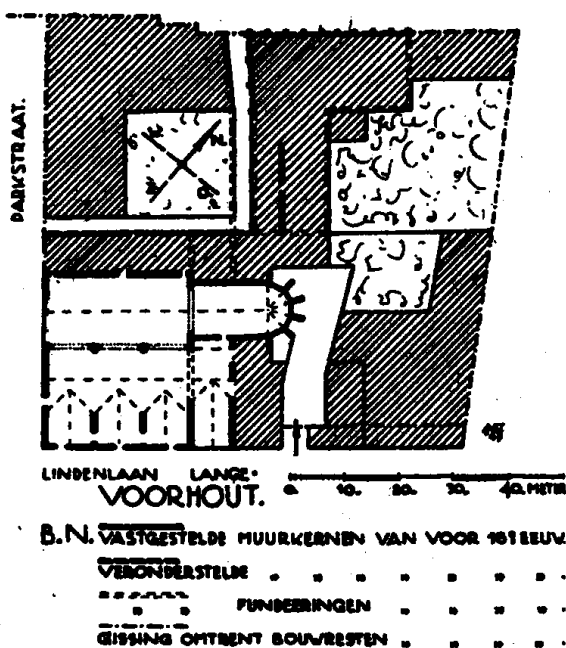 PARKSTRAAT.
LINDENLAAN LANGE-
VOORHOUT.
0. 10. 20. 30. 40. METER
B.N. VASTGESTELDE MUURKERNEN VAN VOOR 16E EEUW.
VERONDERSTELDE " " " " " " "
" " FUNDEERINGEN " " " "
GISSING OMTRENT BOUWRESTEN " " " "